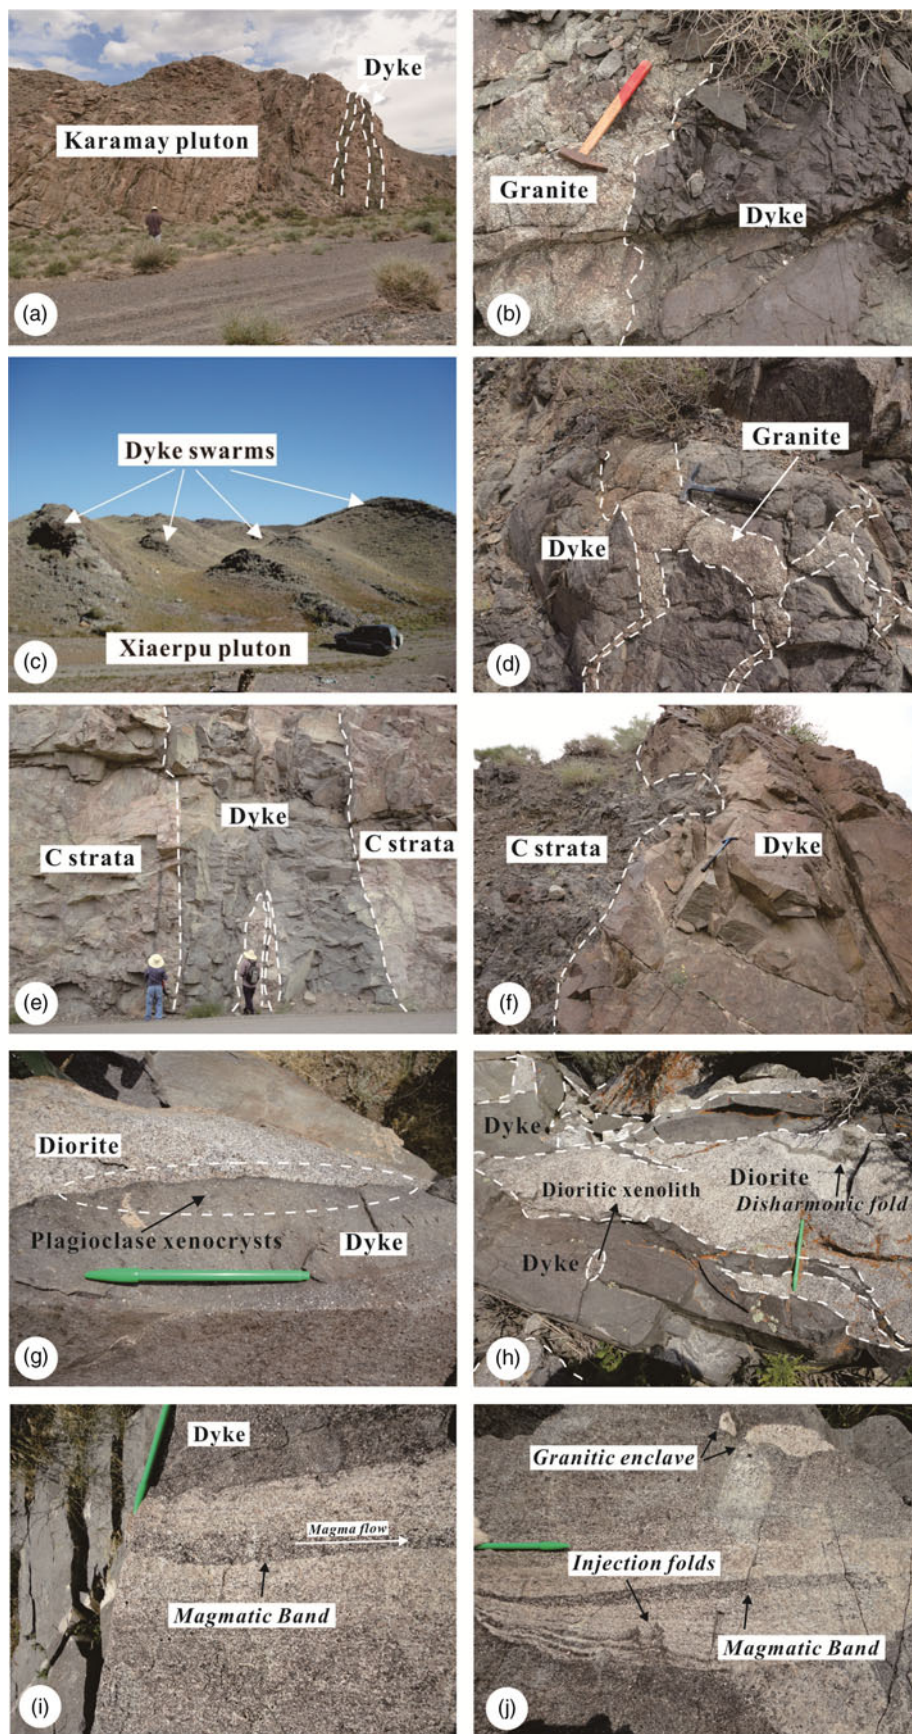 Dyke
Karamay pluton
(a)
Granite
Dyke
(b)
Dyke swarms
Xiaerpu pluton
(c)
Granite
Dyke
(d)
Dyke
C strata
C strata
(e)
C strata
Dyke
(f)
Diorite
Plagioclase xenocrysts
Dyke
(g)
Dyke
Diorite
Dioritic xenolith
Disharmonic fold
Dyke
(h)
Dyke
Magma flow
Magmatic Band
(i)
Granitic enclave
Injection folds
Magmatic Band
(j)